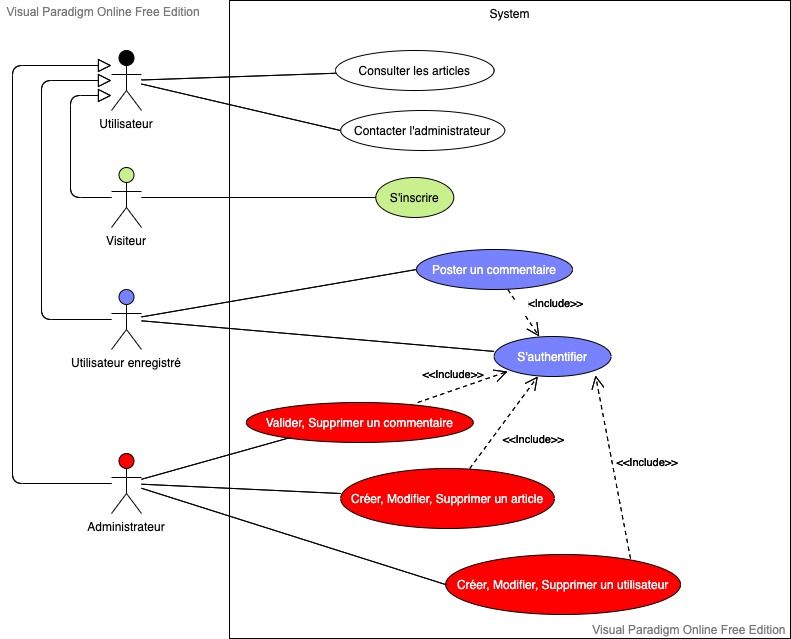 Visual Paradigm Online Free Edition
System
Consulter les articles
Utilisateur
Contacter l'administrateur
S'inscrire
Visiteur
Poster un commentaire
<Include>>
Utilisateur enregistré
S'authentifier
<<Include>>
Valider, Supprimer un commentaire
<<Include>>
<<Include>>
Créer, Modifier, Supprimer un article
Administrateur
Créer, Modifier, Supprimer un utilisateur
Visual Paradigm Online Free Edition